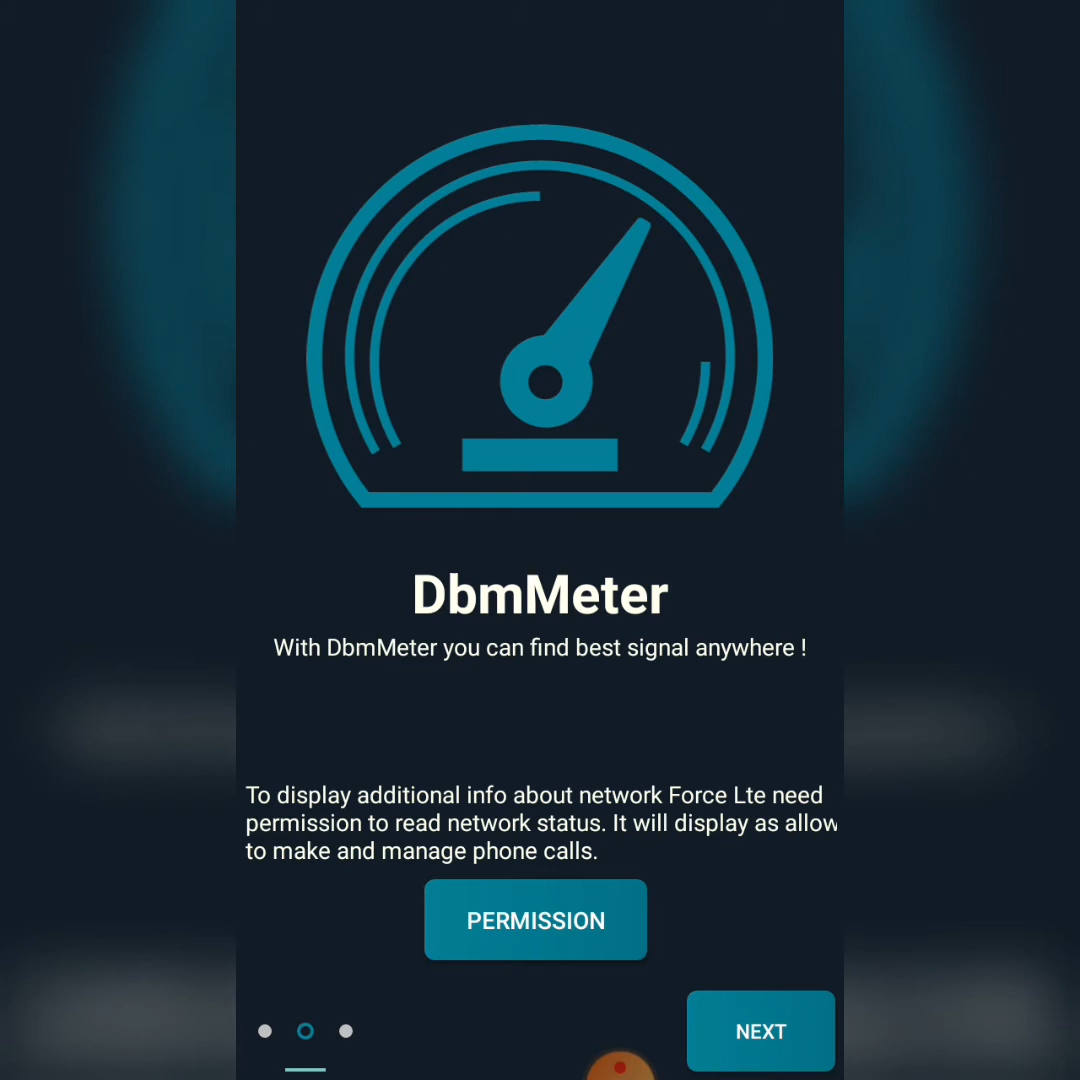 DbmMeter
With DbmMeter you can find best signal anywhere !
To display additional info about network Force Lte need
permission to read network status. It will display as allow
to make and manage phone calls.
PERMISSION
NEXT